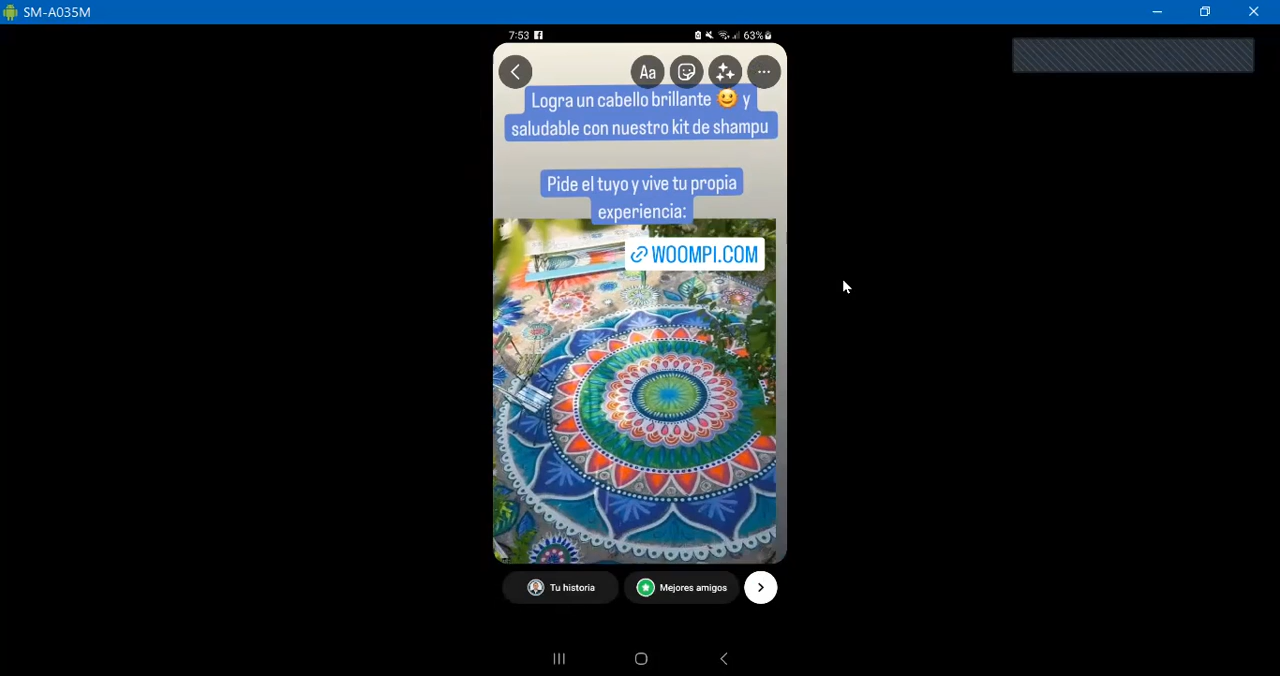 SM-A035M
7:53
63%
Aa
Logra un cabello brillante 😉 y
saludable con nuestro kit de shampu
Pide el tuyo y vive tu propia
experiencia:
WOOMPI.COM
Tu historia
Mejores amigos